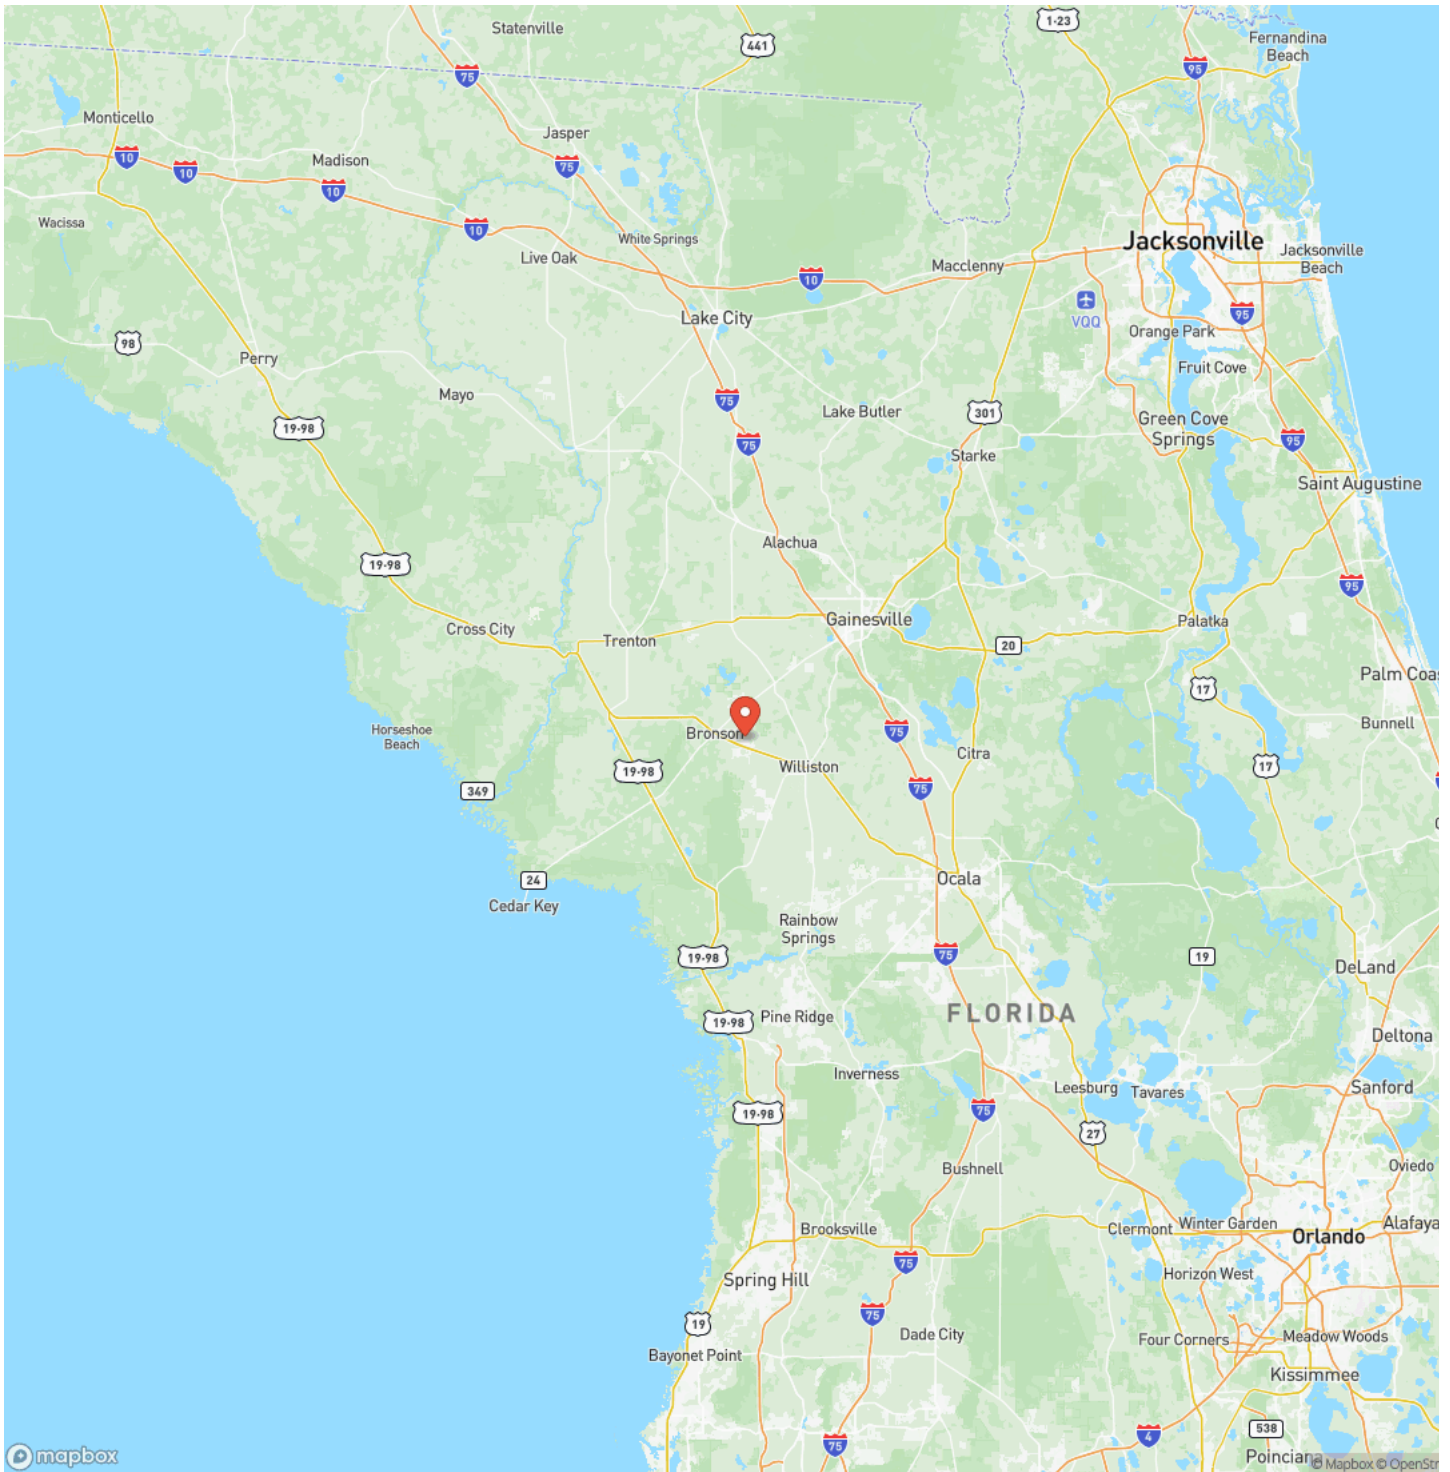 Statenville
441
1-23
Fernandina
Beach
75
95
Monticello
Jasper
10
Madison
75
10
10
Wacissa
10
White Springs
Live Oak
Jacksonville
Jacksonville
Beach
Macclenny
10
VQQ
95
Lake City
Orange Park
98
Perry
Fruit Cove
Mayo
75
Lake Butler
301
Green Cove
Springs
19-98
75
95
Starke
Saint Augustine
Alachua
19-98
95
Gainesville
Palatka
Cross City
Trenton
20
Palm Coas
17
Bunnell
Horseshoe
Beach
Bronson
75
Citra
Williston
19-98
17
349
75
24
Ocala
Cedar Key
Rainbow
Springs
19-98
75
19
DeLand
FLORIDA
19-98
Pine Ridge
Deltona
Inverness
Leesburg
Tavares
Sanford
19-98
75
27
Bushnell
Oviedo
Brooksville
Clermont
Winter Garden
Alafaya
Orlando
75
Spring Hill
Horizon West
75
19
Dade City
Four Corners
Meadow Woods
Bayonet Point
Kissimmee
538
4
75
Poinciana
mapbox
© Mapbox © OpenStr